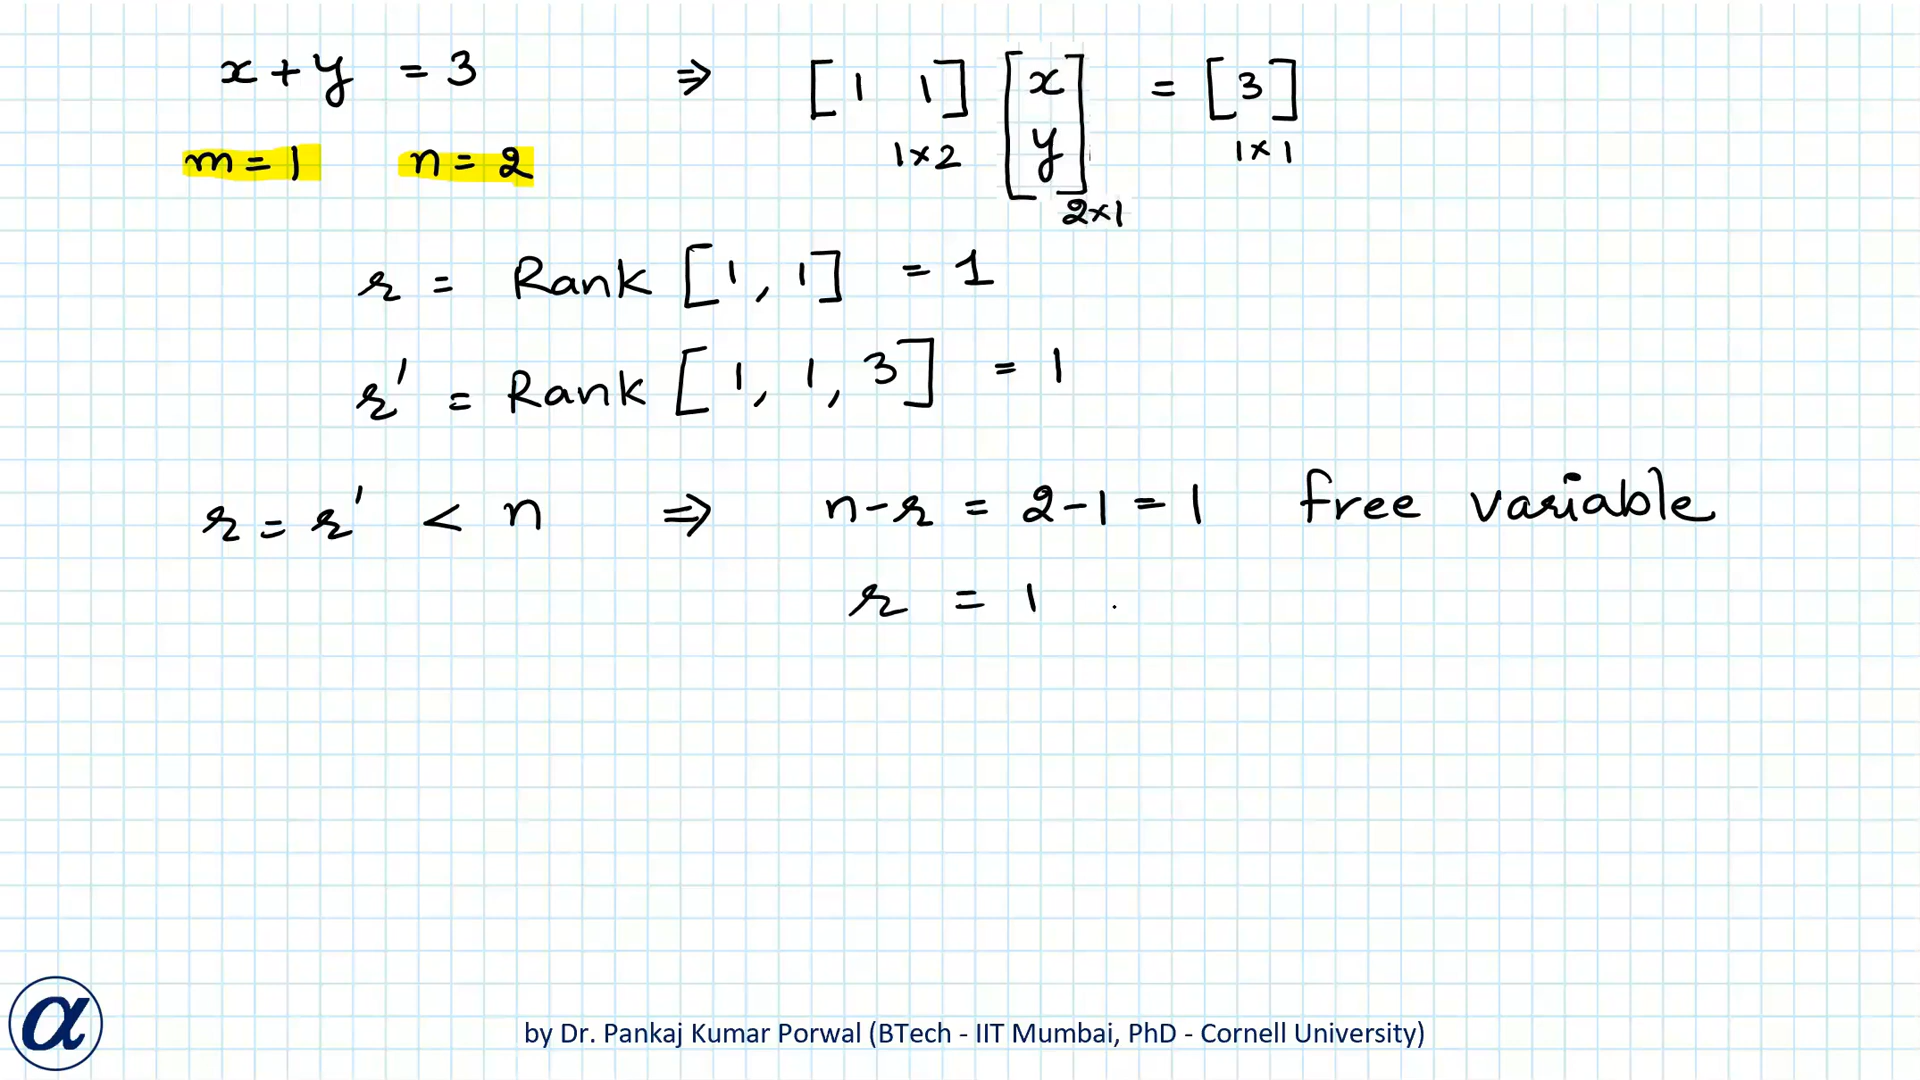 x + y = 3 ⇒ [ 1 1 ] [ x y ] = [ 3 ]
m = 1 n = 2 1×2 2×1 1×1
r = Rank [ 1 , 1 ] = 1
r' = Rank [ 1 , 1 , 3 ] = 1
r = r' < n ⇒ n - r = 2 - 1 = 1 free variable
r = 1
α
by Dr. Pankaj Kumar Porwal (BTech - IIT Mumbai, PhD - Cornell University)